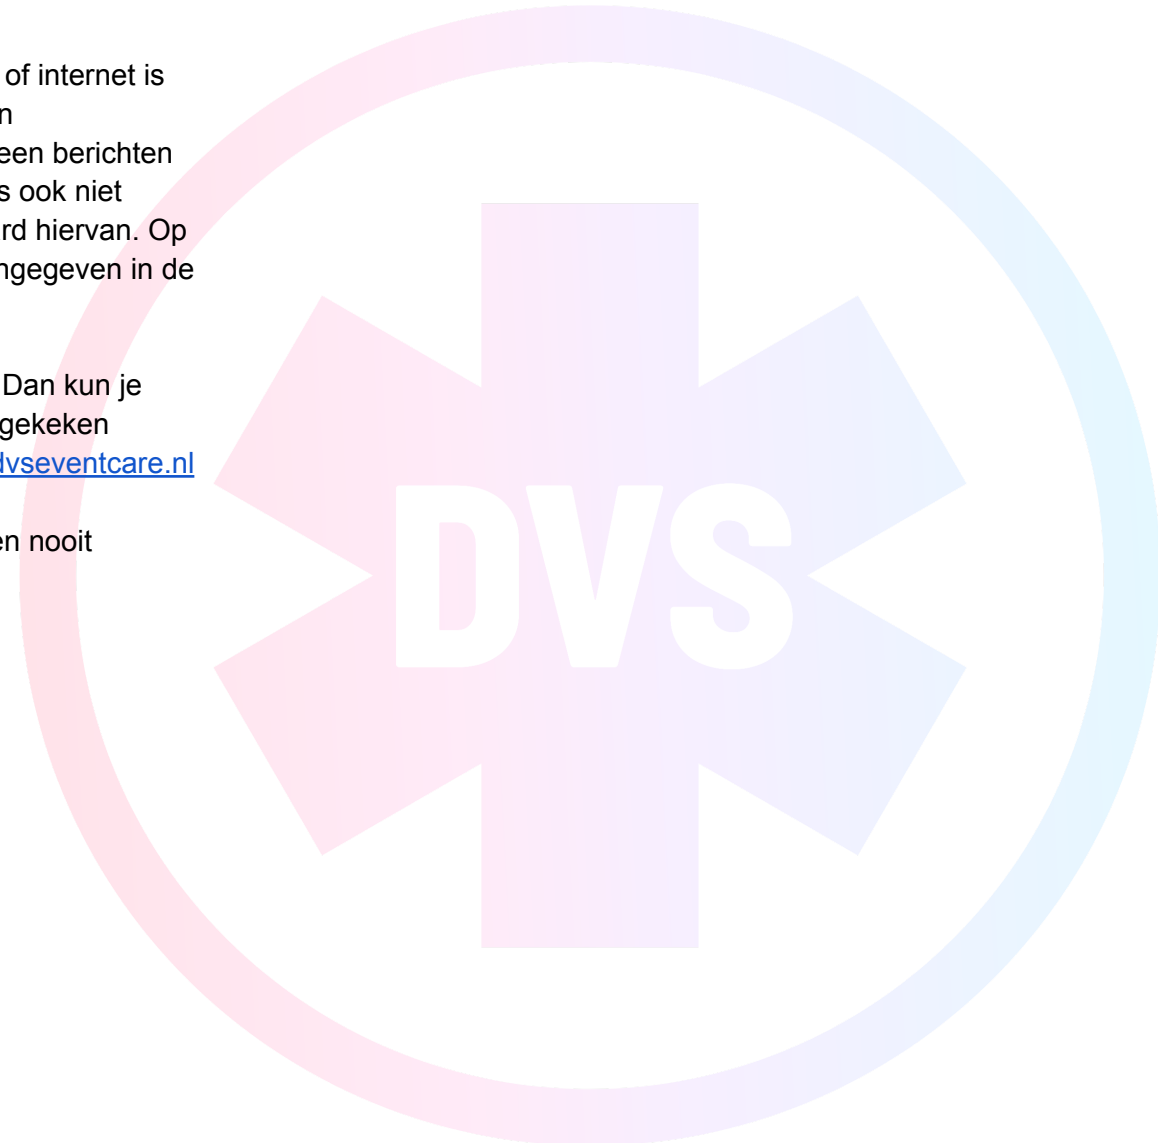 of internet is
n
een berichten
s ook niet
rd hiervan. Op
ngegeven in de
Dan kun je
gekeken
dvseventcare.nl
en nooit
DVS